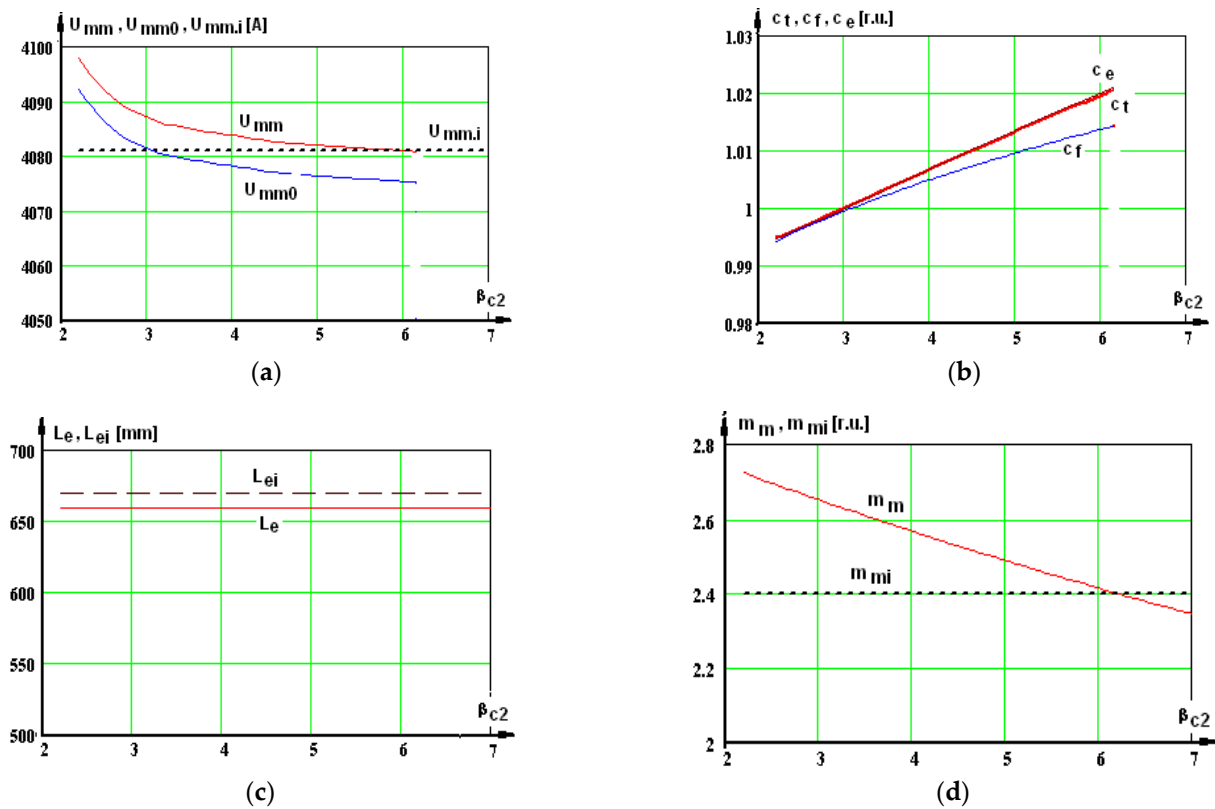 U mm , U mm0 , U mm.i [A]
4100
4090
4080
4070
4060
4050
U mm
U mm.i
U mm0
β c2
2 3 4 5 6 7
(a)
c t , c f , c e [r.u.]
1.03
1.02
1.01
1
0.99
0.98
c e
c t
c f
β c2
2 3 4 5 6 7
(b)
L e , L ei [mm]
700
650
600
550
500
L ei
L e
β c2
2 3 4 5 6 7
(c)
m m , m mi [r.u.]
2.8
2.6
2.4
2.2
2
m m
m mi
β c2
2 3 4 5 6 7
(d)